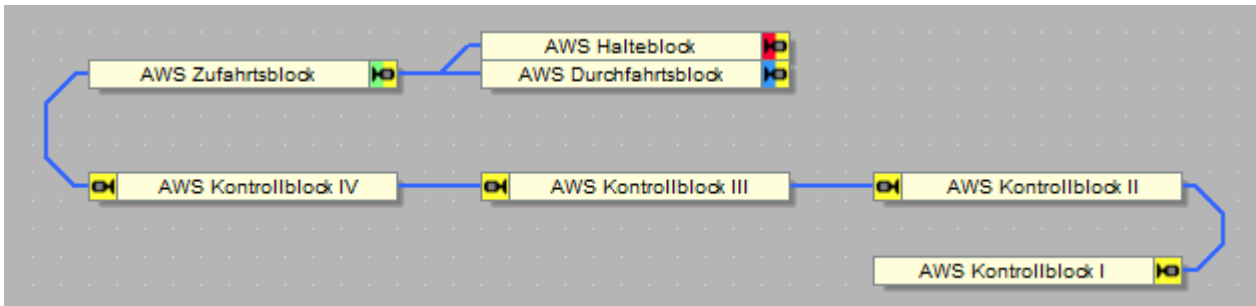 AWS Halteblock
AWS Zufahrtsblock
AWS Durchfahrtsblock
AWS Kontrollblock IV
AWS Kontrollblock III
AWS Kontrollblock II
AWS Kontrollblock I